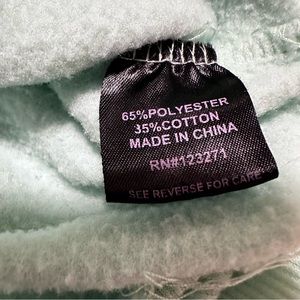 65%POLYESTER
35%COTTON
MADE IN CHINA
RN#123271
SEE REVERSE FOR CARE